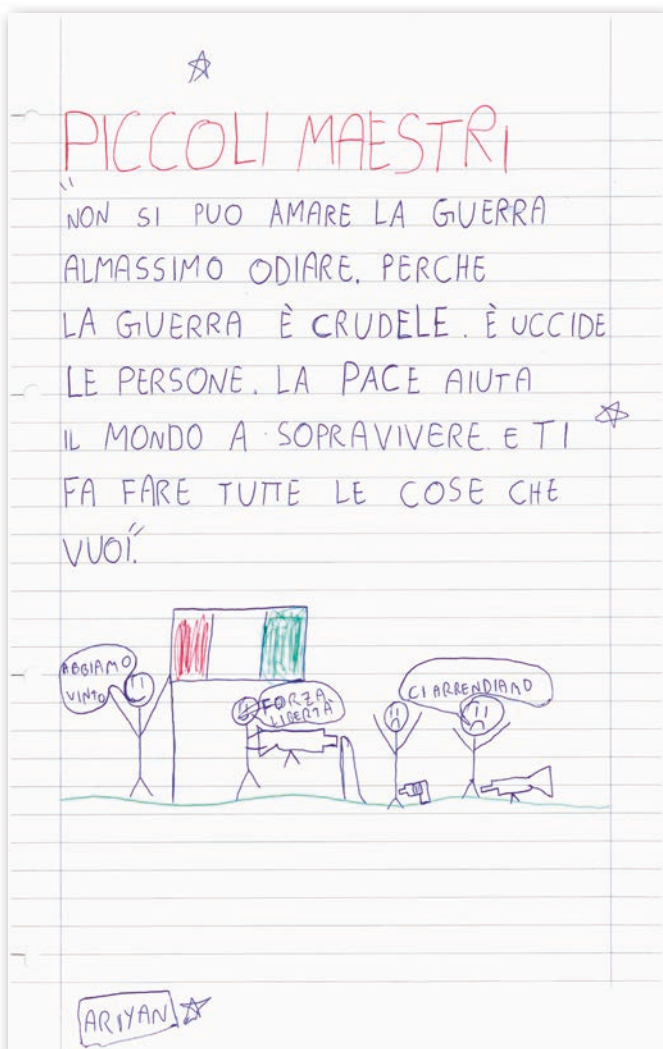 PICCOLI MAESTRI
"NON SI PUO AMARE LA GUERRA
ALMASSIMO ODIARE. PERCHE
LA GUERRA È CRUDELE. È UCCIDE
LE PERSONE. LA PACE AIUTA
IL MONDO A SOPRAVIVERE. E TI
FA FARE TUTTE LE COSE CHE
VUOI."
ABBIAMO
VINTO
FORZA
LIBERTÀ
CI ARRENDIAMO
ARIYAN